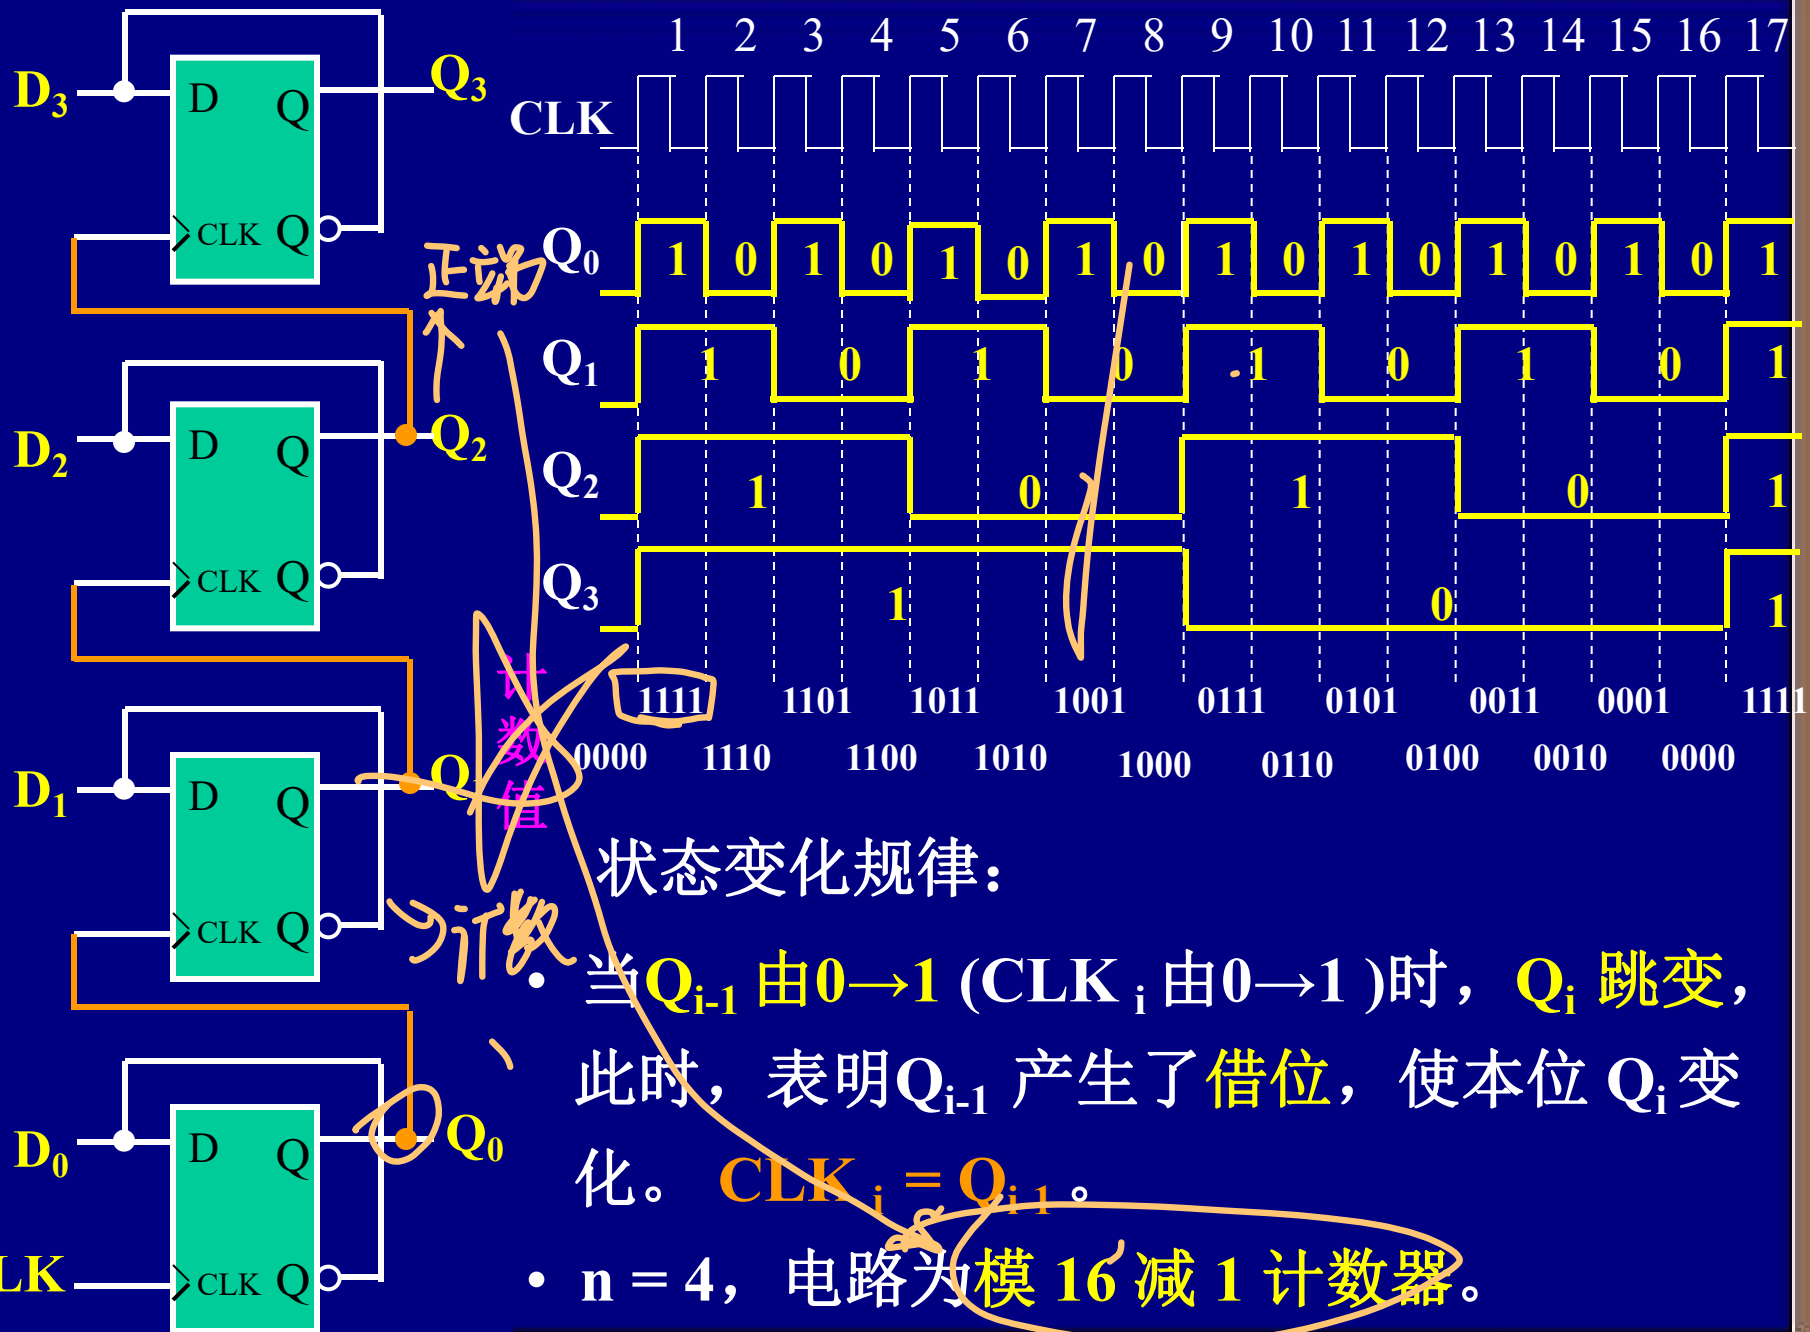 1 2 3 4 5 6 7 8 9 10 11 12 13 14 15 16 17
CLK
D3 D Q Q3
CLK Q
正端
Q0 1 0 1 0 1 0 1 0 1 0 1 0 1 0 1 0 1
Q1 1 0 1 0 1 0 1 0 1
D2 D Q Q2
CLK Q
Q2 1 0 1 0 1
Q3 1 0 1
计数值
1111 1101 1011 1001 0111 0101 0011 0001 1111
0000 1110 1100 1010 1000 0110 0100 0010 0000
D1 D Q Q
CLK Q
计数
状态变化规律：
• 当Qi-1 由0→1 (CLK i 由0→1 )时，Qi 跳变，
此时，表明Qi-1 产生了借位，使本位 Qi 变
化。 CLK i = Qi-1 。
D0 D Q Q0
LK CLK Q
• n = 4，电路为模 16 减 1 计数器。